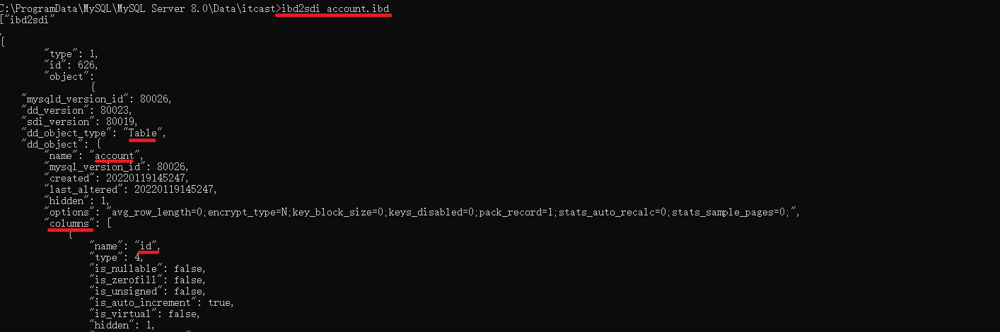 C:\ProgramData\MySQL\MySQL Server 8.0\Data\itcast>ibd2sdi account.ibd
["ibd2sdi"
,
{
"type": 1,
"id": 626,
"object":
{
"mysqld_version_id": 80026,
"dd_version": 80023,
"sdi_version": 80019,
"dd_object_type": "Table",
"dd_object": {
"name": "account",
"mysql_version_id": 80026,
"created": 20220119145247,
"last_altered": 20220119145247,
"hidden": 1,
"options": "avg_row_length=0;encrypt_type=N;key_block_size=0;keys_disabled=0;pack_record=1;stats_auto_recalc=0;stats_sample_pages=0;",
"columns": [
{
"name": "id",
"type": 4,
"is_nullable": false,
"is_zerofill": false,
"is_unsigned": false,
"is_auto_increment": true,
"is_virtual": false,
"hidden": 1,